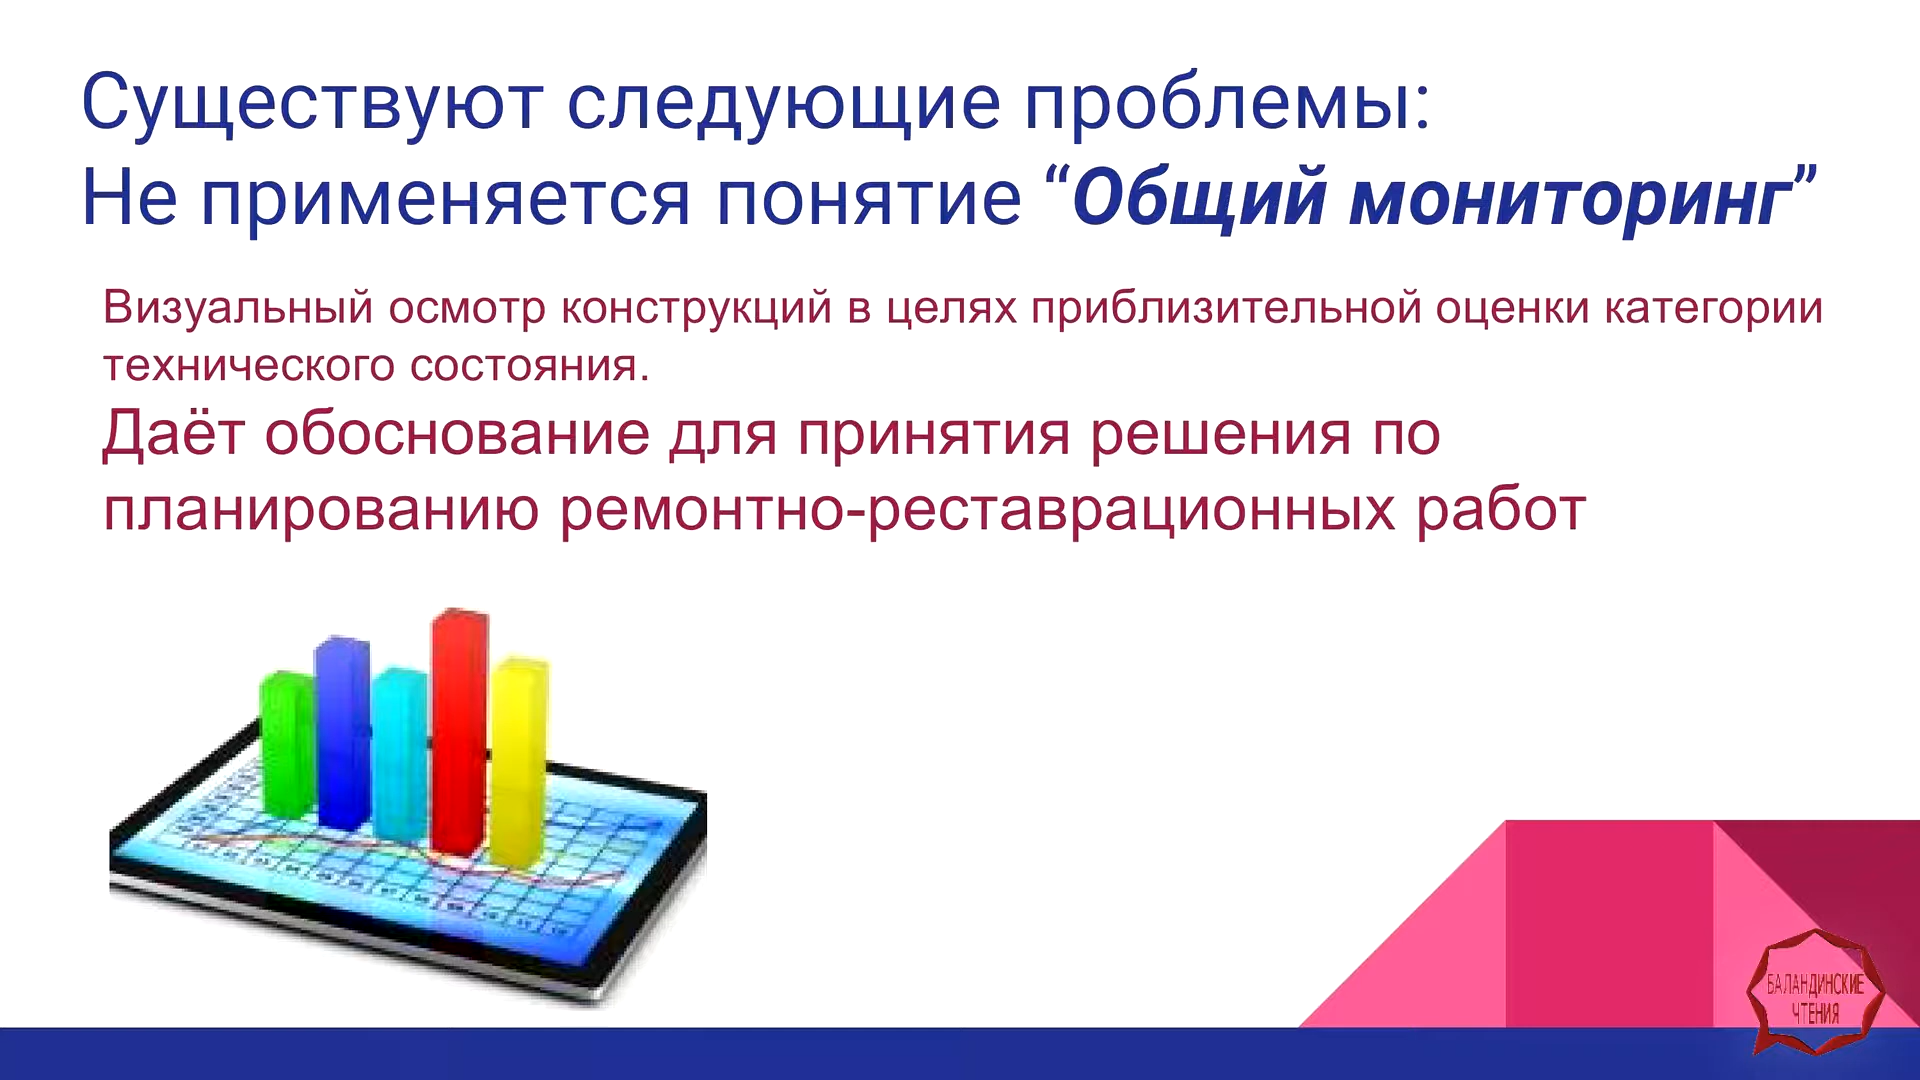 Существуют следующие проблемы:
Не применяется понятие “Общий мониторинг”
Визуальный осмотр конструкций в целях приблизительной оценки категории
технического состояния.
Даёт обоснование для принятия решения по
планированию ремонтно-реставрационных работ
БАЛАНДИНСКИЕ
ЧТЕНИЯ